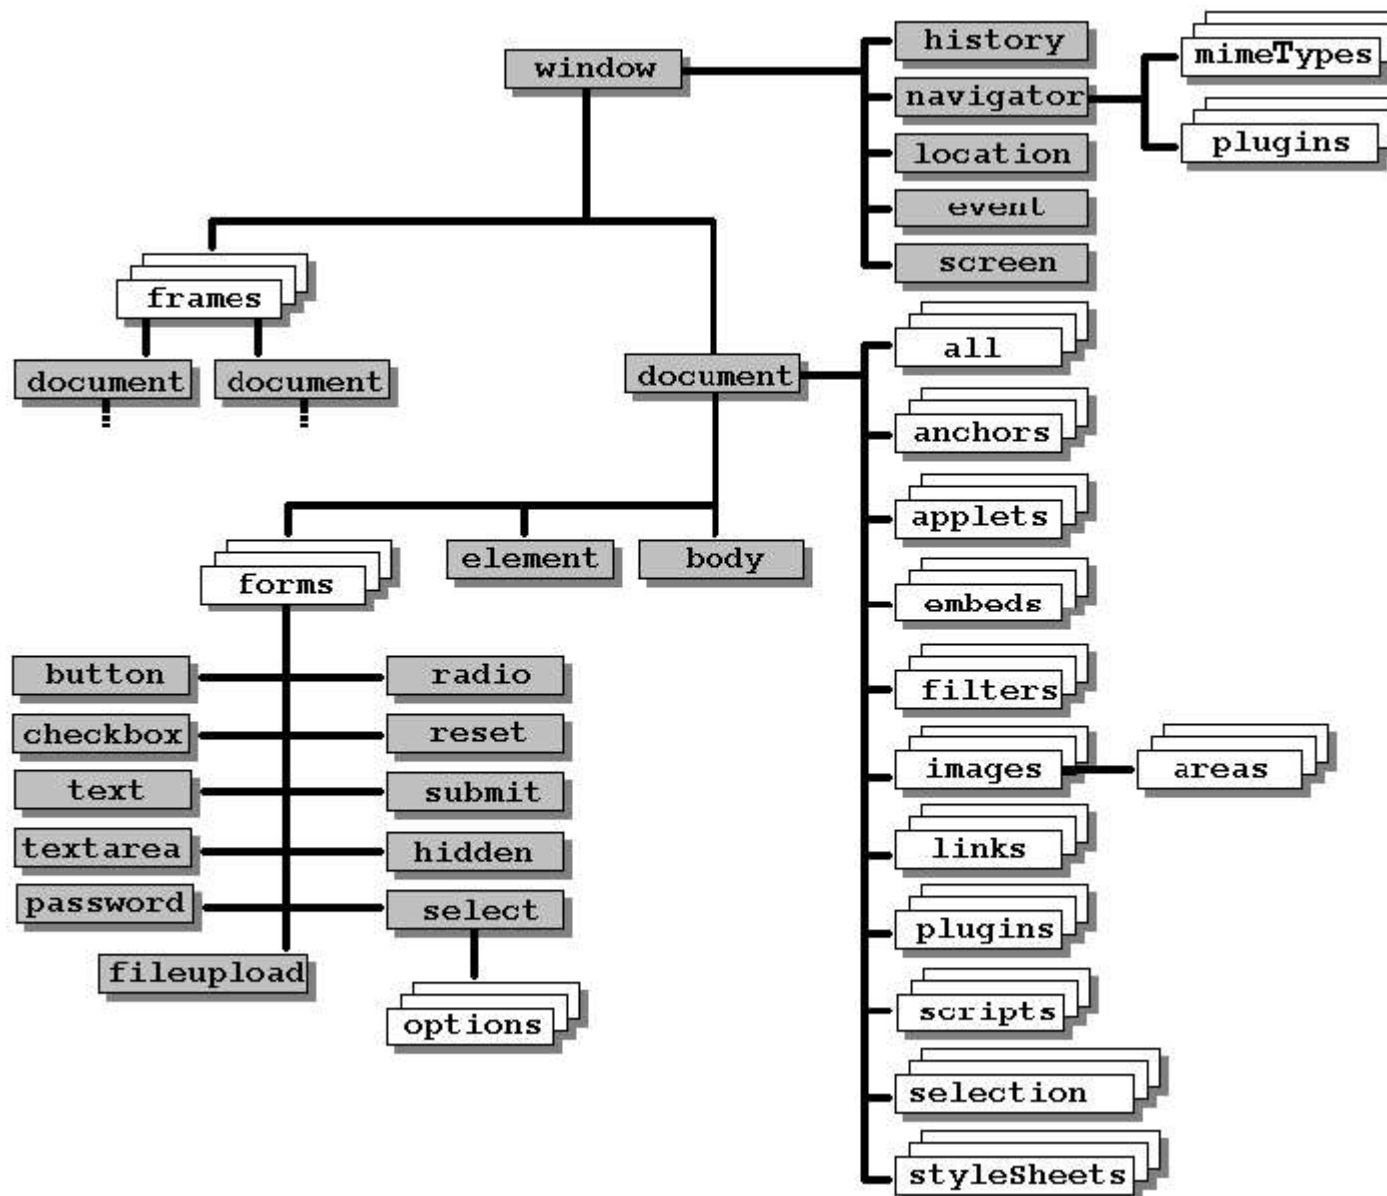 window
history
navigator
location
event
screen
mimeTypes
plugins
frames
document
document
document
all
anchors
applets
embeds
filters
images
areas
links
plugins
scripts
selection
styleSheets
forms
element
body
button
radio
checkbox
reset
text
submit
textarea
hidden
password
select
fileupload
options